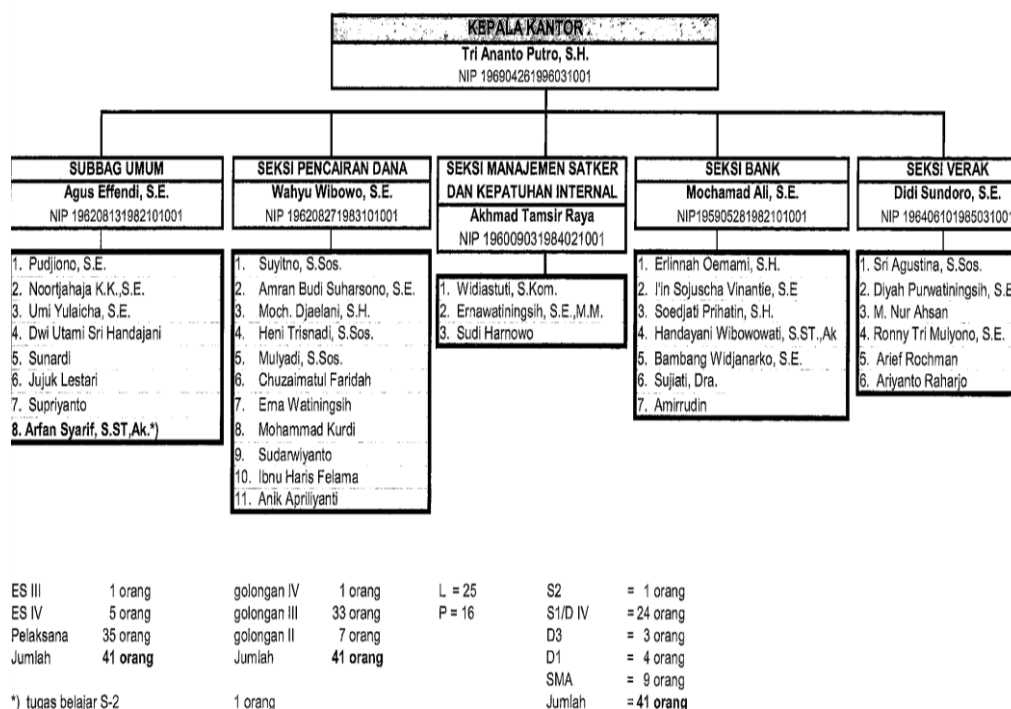 KEPALA KANTOR
Tri Ananto Putro, S.H.
NIP 196904261996031001
SUBBAG UMUM
Agus Effendi, S.E.
NIP 196208131982101001
1. Pudjiono, S.E.
2. Noortjahaja K.K.,S.E.
3. Umi Yulaicha, S.E.
4. Dwi Utami Sri Handajani
5. Sunardi
6. Jujuk Lestari
7. Supriyanto
8. Arfan Syarif, S.ST,Ak.*)
SEKSI PENCAIRAN DANA
Wahyu Wibowo, S.E.
NIP 196208271983101001
1. Suyitno, S.Sos.
2. Amran Budi Suharsono, S.E.
3. Moch. Djaelani, S.H.
4. Heni Trisnadi, S.Sos.
5. Mulyadi, S.Sos.
6. Chuzaimatul Faridah
7. Erna Watiningsih
8. Mohammad Kurdi
9. Sudarwiyanto
10. Ibnu Haris Felama
11. Anik Apriliyanti
SEKSI MANAJEMEN SATKER
DAN KEPATUHAN INTERNAL
Akhmad Tamsir Raya
NIP 196009031984021001
1. Widiastuti, S.Kom.
2. Ernawatiningsih, S.E.,M.M.
3. Sudi Harnowo
SEKSI BANK
Mochamad Ali, S.E.
NIP195905281982101001
1. Erlinnah Oemami, S.H.
2. I'in Sojuscha Vinantie, S.E
3. Soedjati Prihatin, S.H
4. Handayani Wibowowati, S.ST.,Ak
5. Bambang Widjanarko, S.E.
6. Sujiati, Dra.
7. Amirrudin
SEKSI VERAK
Didi Sundoro, S.E.
NIP 196406101985031001
1. Sri Agustina, S.Sos.
2. Diyah Purwatiningsih, S.E
3. M. Nur Ahsan
4. Ronny Tri Mulyono, S.E.
5. Arief Rochman
6. Ariyanto Raharjo
ES III 1 orang
ES IV 5 orang
Pelaksana 35 orang
Jumlah 41 orang
*) tugas belajar S-2 1 orang
golongan IV 1 orang
golongan III 33 orang
golongan II 7 orang
Jumlah 41 orang
L = 25
P = 16
S2 = 1 orang
S1/D IV = 24 orang
D3 = 3 orang
D1 = 4 orang
SMA = 9 orang
Jumlah = 41 orang